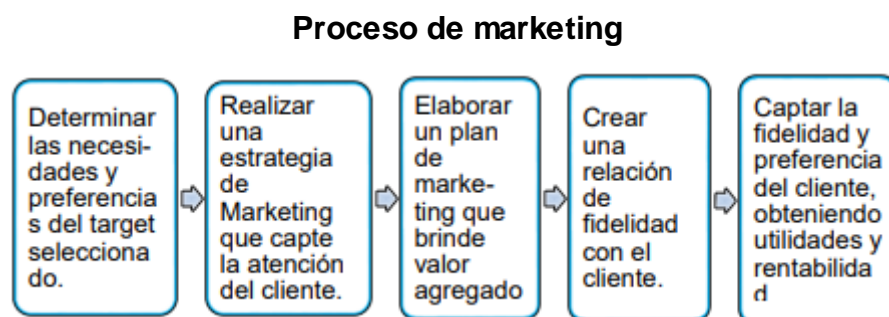 Proceso de marketing
Determinar
las necesi-
dades y
preferencia
s del target
selecciona
do.
Realizar
una
estrategia
de
Marketing
que capte
la atención
del cliente.
Elaborar
un plan
de
marke-
ting que
brinde
valor
agregado
Crear
una
relación
de
fidelidad
con el
cliente.
Captar la
fidelidad y
preferencia
del cliente,
obteniendo
utilidades y
rentabilida
d